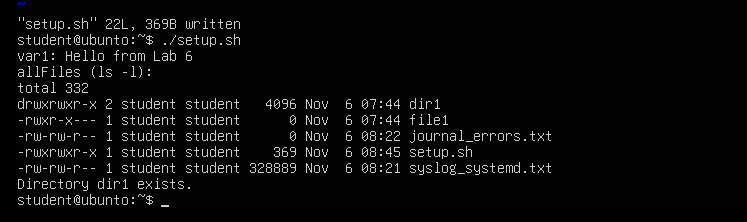 ~
"setup.sh" 22L, 369B written
student@ubunto:~$ ./setup.sh
var1: Hello from Lab 6
allFiles (ls -l):
total 332
drwxrwxr-x 2 student student   4096 Nov  6 07:44 dir1
-rwxr-x--- 1 student student      0 Nov  6 07:44 file1
-rw-rw-r-- 1 student student      0 Nov  6 08:22 journal_errors.txt
-rwxrwxr-x 1 student student    369 Nov  6 08:45 setup.sh
-rw-rw-r-- 1 student student 328889 Nov  6 08:21 syslog_systemd.txt
Directory dir1 exists.
student@ubunto:~$ _